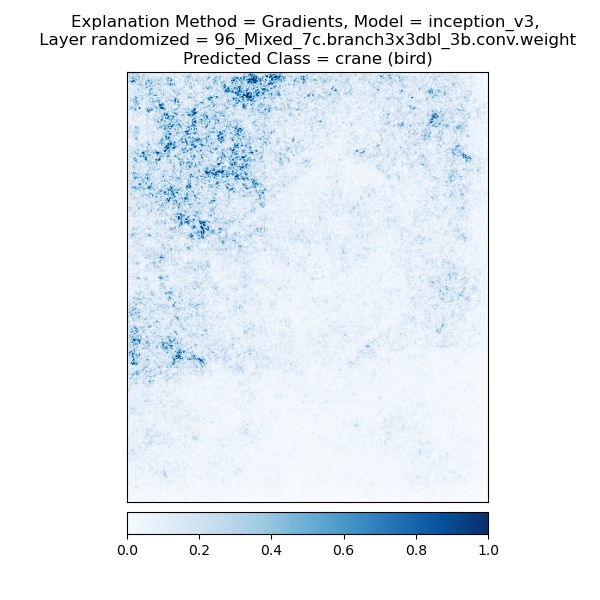 Explanation Method = Gradients, Model = inception_v3,
Layer randomized = 96_Mixed_7c.branch3x3dbl_3b.conv.weight
Predicted Class = crane (bird)
0.0 0.2 0.4 0.6 0.8 1.0